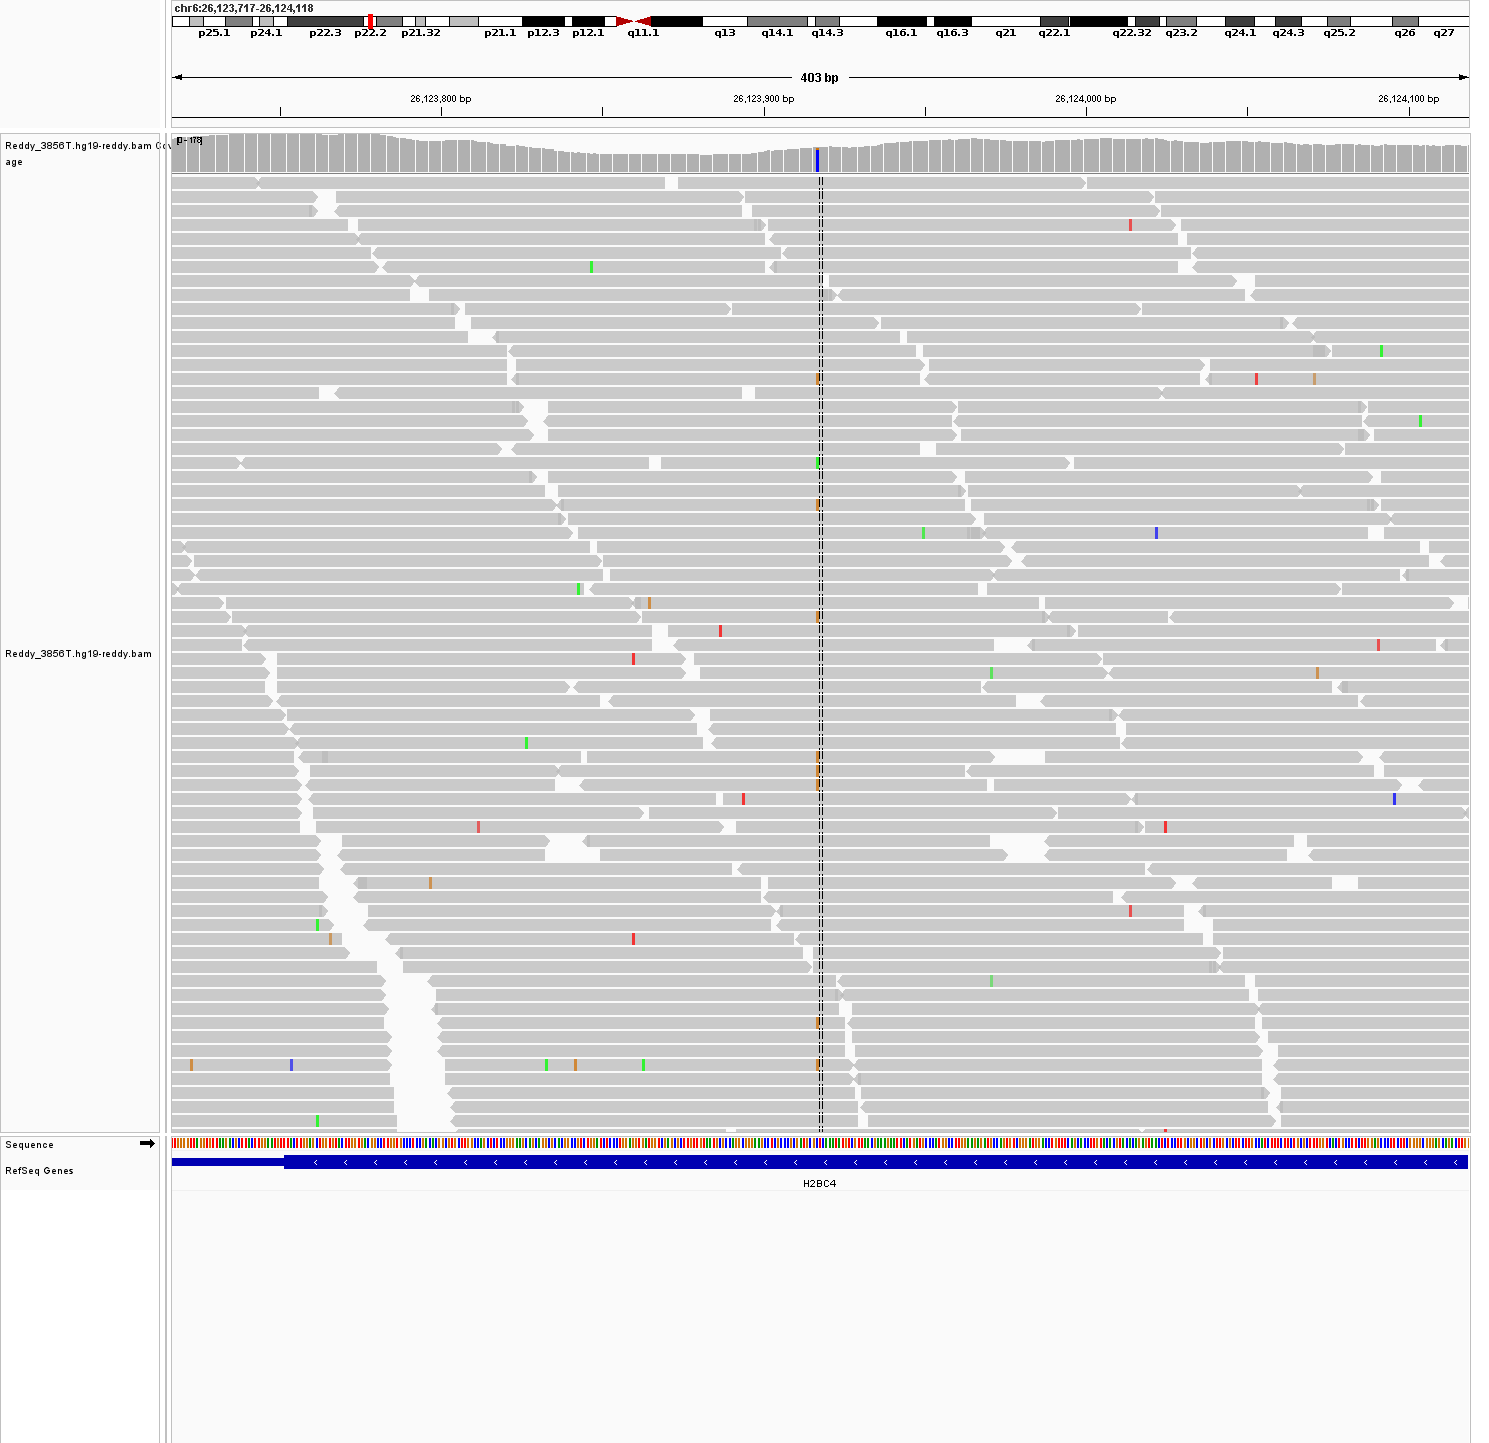 chr6:26,123,717-26,124,118
p25.1 p24.1 p22.3 p22.2 p21.32 p21.1 p12.3 p12.1 q11.1 q13 q14.1 q14.3 q16.1 q16.3 q21 q22.1 q22.32 q23.2 q24.1 q24.3 q25.2 q26 q27
403 bp
26,123,800 bp 26,123,900 bp 26,124,000 bp 26,124,100 bp
[0 - 178]
Reddy_3856T.hg19-reddy.bam Cov
age
Reddy_3856T.hg19-reddy.bam
Sequence
RefSeq Genes
H2BC4